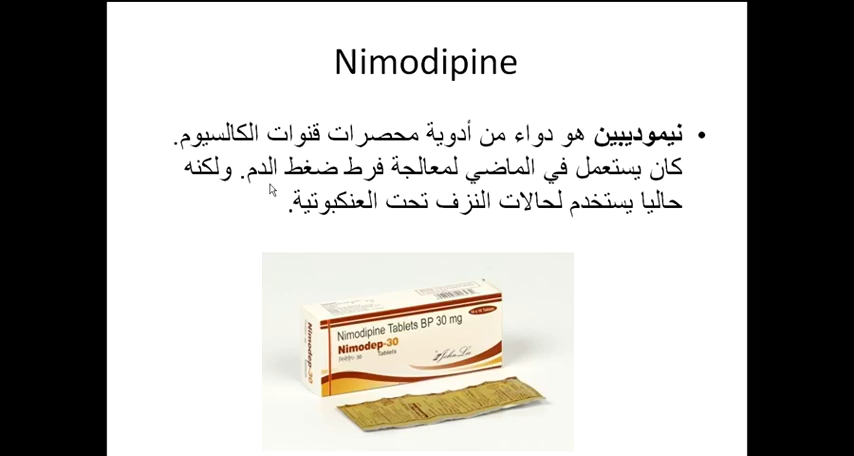 Nimodipine
• نيموديبين هو دواء من أدوية محصرات قنوات الكالسيوم.
كان يستعمل في الماضي لمعالجة فرط ضغط الدم. ولكنه
حاليا يستخدم لحالات النزف تحت العنكبوتية.
Nimodipine Tablets BP 30 mg
Nimodep-30
Tablets
Nimodep-30